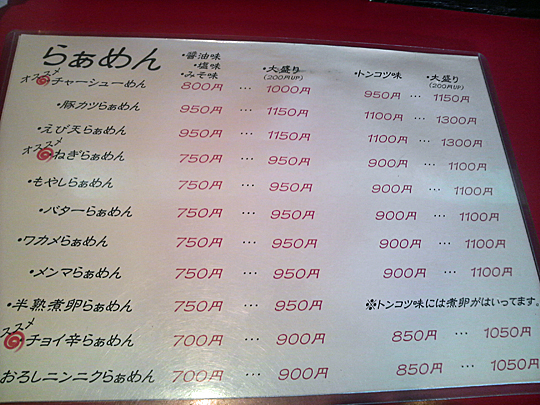 らぁめん
・醤油味
・塩味
・みそ味
・大盛り
(200円UP)
・トンコツ味
・大盛り
(200円UP)
オススメ チャーシューめん 800円 … 1000円 950円 … 1150円
・豚カツらぁめん 950円 … 1150円 1100円 … 1300円
・えび天らぁめん 950円 … 1150円 1100円 … 1300円
オススメ ねぎらぁめん 750円 … 950円 900円 … 1100円
・もやしらぁめん 750円 … 950円 900円 … 1100円
・バターらぁめん 750円 … 950円 900円 … 1100円
・ワカメらぁめん 750円 … 950円 900円 … 1100円
・メンマらぁめん 750円 … 950円 900円 … 1100円
・半熟煮卵らぁめん 750円 … 950円 ※トンコツ味には煮卵がはいってます。
ススメ チョイ辛らぁめん 700円 … 900円 850円 … 1050円
おろしニンニクらぁめん 700円 … 900円 850円 … 1050円